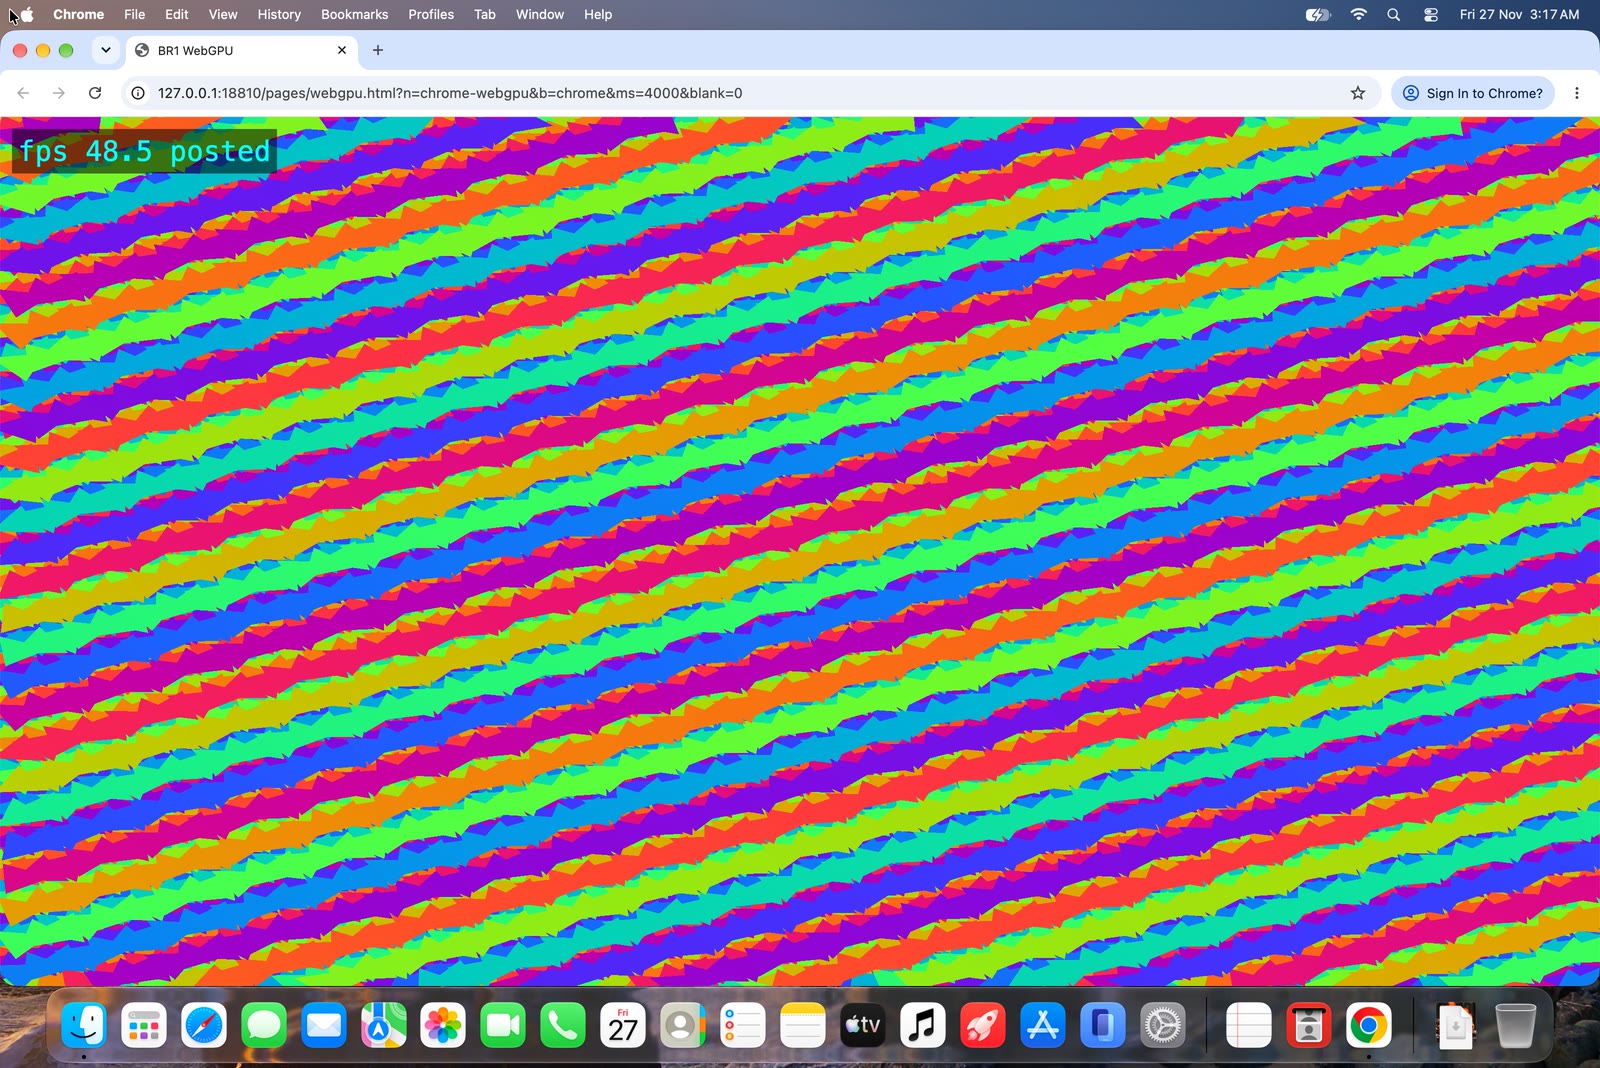 Chrome File Edit View History Bookmarks Profiles Tab Window Help Fri 27 Nov 3:17 AM
BR1 WebGPU
127.0.0.1:18810/pages/webgpu.html?n=chrome-webgpu&b=chrome&ms=4000&blank=0 Sign In to Chrome?
fps 48.5 posted
Fri
27
tv